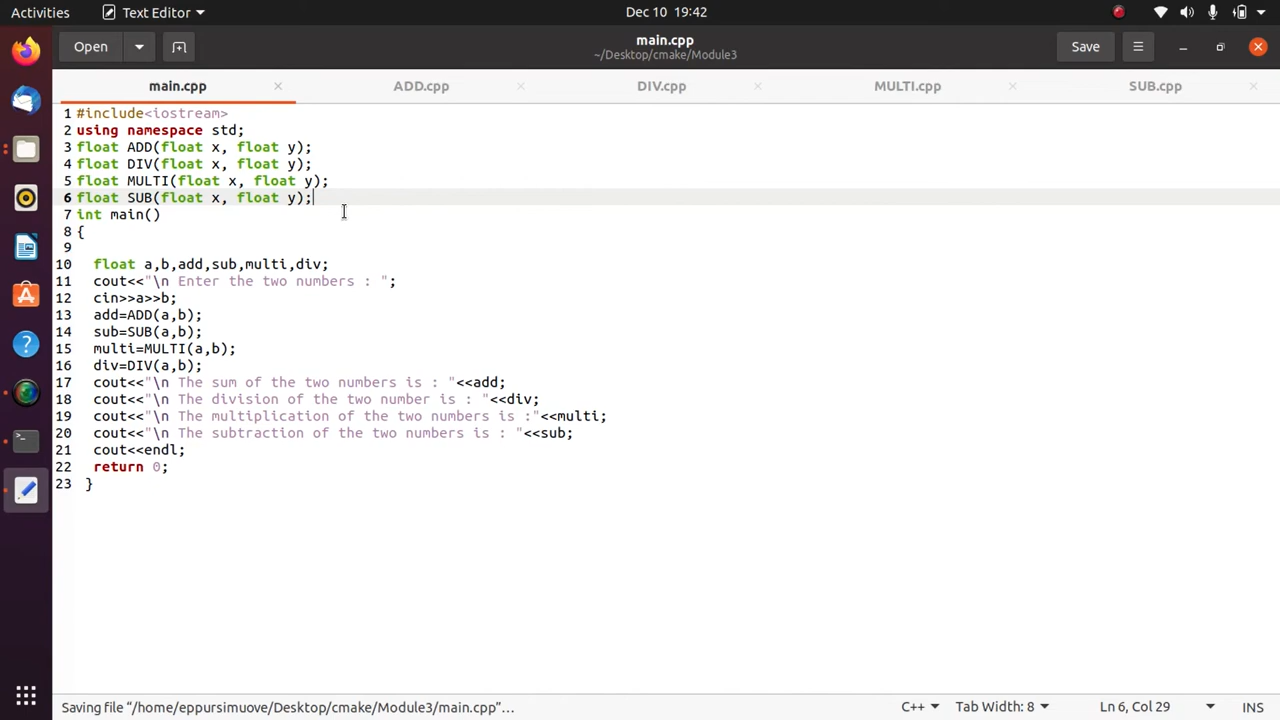 Activities Text Editor Dec 10 19:42
Open main.cpp Save
~/Desktop/cmake/Module3
main.cpp ADD.cpp DIV.cpp MULTI.cpp SUB.cpp
1 #include<iostream>
2 using namespace std;
3 float ADD(float x, float y);
4 float DIV(float x, float y);
5 float MULTI(float x, float y);
6 float SUB(float x, float y);
7 int main()
8 {
9
10 float a,b,add,sub,multi,div;
11 cout<<"\n Enter the two numbers : ";
12 cin>>a>>b;
13 add=ADD(a,b);
14 sub=SUB(a,b);
15 multi=MULTI(a,b);
16 div=DIV(a,b);
17 cout<<"\n The sum of the two numbers is : "<<add;
18 cout<<"\n The division of the two number is : "<<div;
19 cout<<"\n The multiplication of the two numbers is :"<<multi;
20 cout<<"\n The subtraction of the two numbers is : "<<sub;
21 cout<<endl;
22 return 0;
23 }
Saving file “/home/eppursimuove/Desktop/cmake/Module3/main.cpp”… C++ Tab Width: 8 Ln 6, Col 29 INS